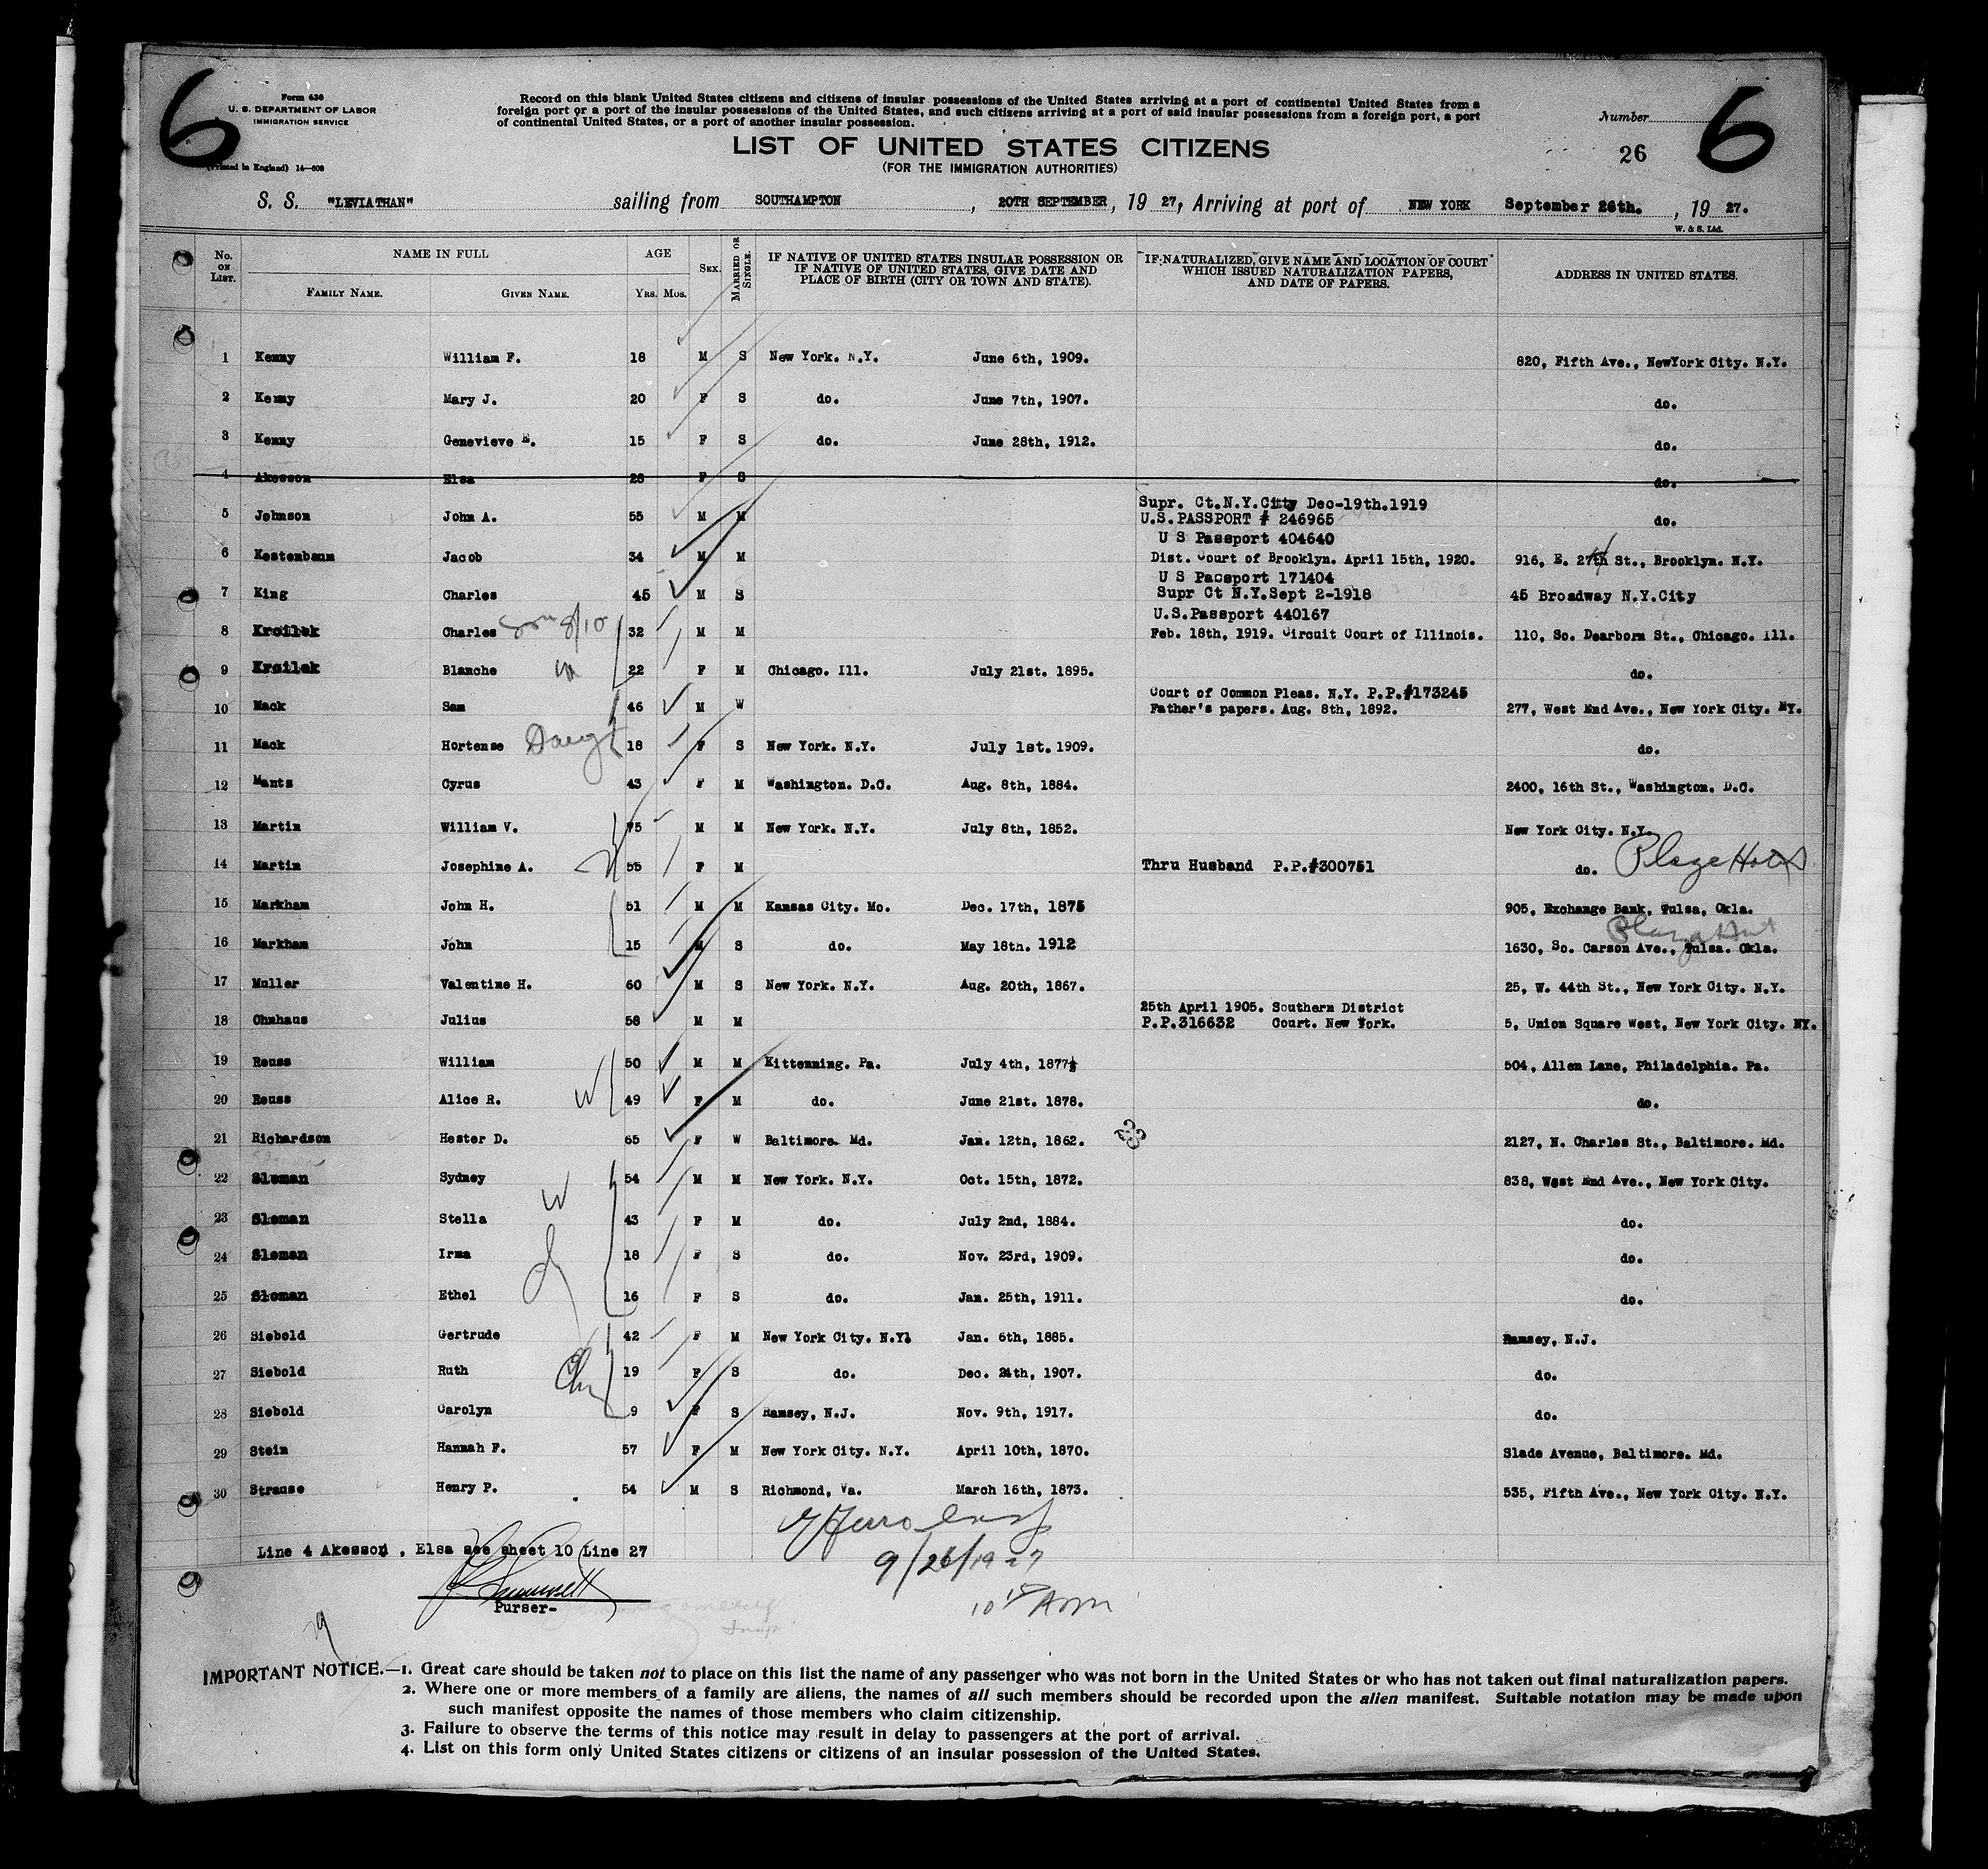 6
Form 630
U. S. DEPARTMENT OF LABOR
IMMIGRATION SERVICE
(Printed in England) 14—608
Record on this blank United States citizens and citizens of insular possessions of the United States arriving at a port of continental United States from a
foreign port or a port of the insular possessions of the United States, and such citizens arriving at a port of said insular possessions from a foreign port, a port
of continental United States, or a port of another insular possession.
Number
6
26
LIST OF UNITED STATES CITIZENS
(FOR THE IMMIGRATION AUTHORITIES)
S. S. "LEVIATHAN" sailing from SOUTHAMPTON, 20TH SEPTEMBER, 19 27, Arriving at port of NEW YORK September 26th., 19 27.
W. & S. Ltd.
No. ON LIST. NAME IN FULL FAMILY NAME. GIVEN NAME. AGE YRS. MOS. SEX. MARRIED OR SINGLE. IF NATIVE OF UNITED STATES INSULAR POSSESSION OR IF NATIVE OF UNITED STATES, GIVE DATE AND PLACE OF BIRTH (CITY OR TOWN AND STATE). IF NATURALIZED, GIVE NAME AND LOCATION OF COURT WHICH ISSUED NATURALIZATION PAPERS, AND DATE OF PAPERS. ADDRESS IN UNITED STATES.
1 Kenny William F. 18 M S New York. N.Y. June 6th, 1909. 820, Fifth Ave., NewYork City. N.Y.
2 Kenny Mary J. 20 F S do. June 7th, 1907. do.
3 Kenny Genevieve E. 15 F S do. June 28th, 1912. do.
4 Akesson Elsa 28 F S do.
Supr. Ct.N.Y.City Dec-19th.1919
5 Johnson John A. 55 M M U.S.PASSPORT # 246965 do.
U S Passport 404640
6 Kestenbaum Jacob 34 M M Dist. Court of Brooklyn. April 15th, 1920. 916, E. 27th St., Brooklyn. N.Y.
U S Passport 171404
7 King Charles 45 M S Supr Ct N.Y.Sept 2-1918 45 Broadway N.Y.City
U.S.Passport 440167
8 Kroilek Charles 32 M M Feb. 18th, 1919. Circuit Court of Illinois. 110, So. Dearborn St., Chicago. Ill.
9 Kroilek Blanche W 22 F M Chicago. Ill. July 21st. 1895. do.
Court of Common Pleas. N.Y. P.P.#173245
10 Mack Sam 46 M W Father's papers. Aug. 8th, 1892. 277, West End Ave., New York City. NY.
11 Mack Hortense Daug 18 F S New York. N.Y. July 1st. 1909. do.
12 Mants Cyrus 43 F M Washington. D.C. Aug. 8th, 1884. 2400, 16th St., Washington. D.C.
13 Martin William V. 75 M M New York. N.Y. July 8th, 1852. New York City. N.Y.
14 Martin Josephine A. W 55 F M Thru Husband P.P.#300751 do. Plaza Hotel
15 Markham John H. 51 M M Kansas City. Mo. Dec. 17th, 1875 905, Exchange Bank, Tulsa, Okla.
Plaza Hotel
16 Markham John 15 M S do. May 18th. 1912 1630, So. Carson Ave., Tulsa. Okla.
17 Muller Valentine H. 60 M S New York. N.Y. Aug. 20th, 1867. 25, W. 44th St., New York City. N.Y.
25th April 1905. Southern District
18 Ohnhaus Julius 58 M M P.P.316632 Court. New York. 5, Union Square West, New York City. NY.
19 Reuss William 50 M M Kittenning. Pa. July 4th, 1877 504, Allen Lane, Philadelphia. Pa.
20 Reuss Alice R. W 49 F M do. June 21st. 1878. do.
21 Richardson Hester D. 65 F W Baltimore. Md. Jan. 12th, 1862. 2127, N. Charles St., Baltimore. Md.
22 Sloman Sydney 54 M M New York. N.Y. Oct. 15th, 1872. 838, West End Ave., New York City.
23 Sloman Stella W 43 F M do. July 2nd, 1884. do.
24 Sloman Irma 18 F S do. Nov. 23rd, 1909. do.
25 Sloman Ethel d 16 F S do. Jan. 25th, 1911. do.
26 Siebold Gertrude 42 F M New York City. N.Y. Jan. 6th, 1885. Ramsey, N.J.
27 Siebold Ruth Ch 19 F S do. Dec. 24th, 1907. do.
28 Siebold Carolyn 9 F S Ramsey, N.J. Nov. 9th, 1917. do.
29 Stein Hannah F. 57 F M New York City. N.Y. April 10th, 1870. Slade Avenue, Baltimore. Md.
30 Strause Henry P. 54 M S Richmond, Va. March 16th, 1873. 535, Fifth Ave., New York City. N.Y.
Line 4 Akesson , Elsa see sheet 10 Line 27
9/26/1927
10 15 AM
Purser-
IMPORTANT NOTICE.—1. Great care should be taken not to place on this list the name of any passenger who was not born in the United States or who has not taken out final naturalization papers.
2. Where one or more members of a family are aliens, the names of all such members should be recorded upon the alien manifest. Suitable notation may be made upon
such manifest opposite the names of those members who claim citizenship.
3. Failure to observe the terms of this notice may result in delay to passengers at the port of arrival.
4. List on this form only United States citizens or citizens of an insular possession of the United States.